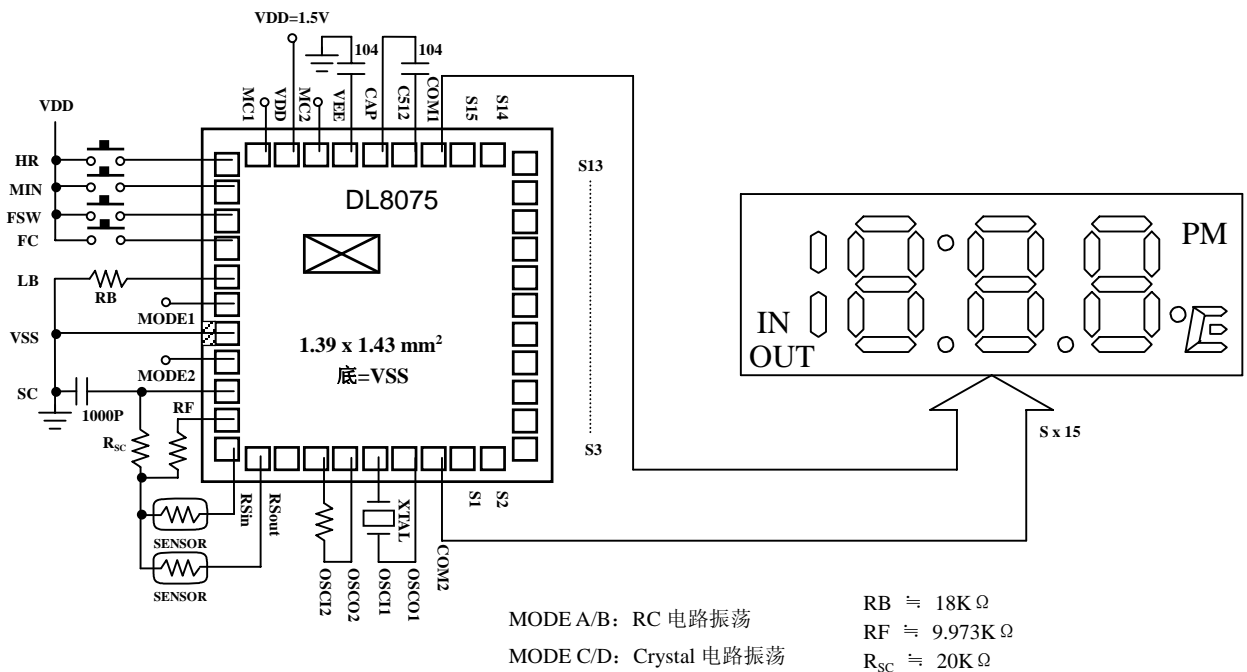 VDD=1.5V
104
104
MC1
VDD
MC2
VEE
CAP
C512
COM1
S15
S14
VDD
HR
MIN
FSW
FC
LB
RB
MODE1
VSS
MODE2
SC
1000P
RF
RSC
DL8075
1.39 x 1.43 mm²
底=VSS
S13
S3
PM
IN
OUT
S x 15
RSin
RSout
SENSOR
SENSOR
OSCI2
OSCO2
XTAL
OSCI1
OSCO1
COM2
S1
S2
MODE A/B：RC 电路振荡
MODE C/D：Crystal 电路振荡
RB ≒ 18KΩ
RF ≒ 9.973KΩ
RSC ≒ 20KΩ